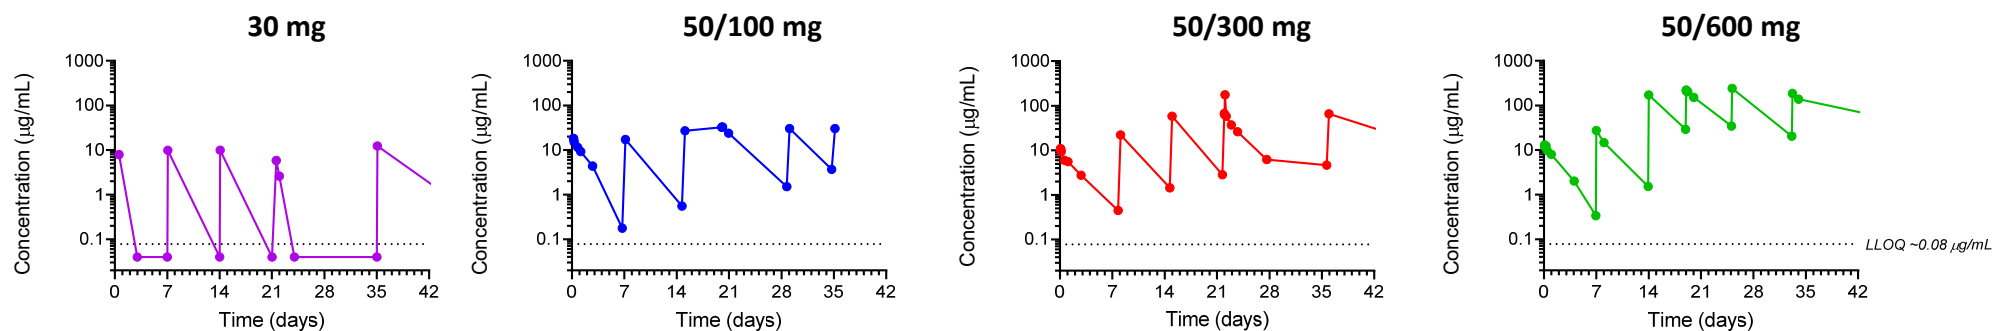 30 mg
Concentration (µg/mL)
1000
100
10
1
0.1
0 7 14 21 28 35 42
Time (days)
50/100 mg
Concentration (µg/mL)
1000
100
10
1
0.1
0 7 14 21 28 35 42
Time (days)
50/300 mg
Concentration (µg/mL)
1000
100
10
1
0.1
0 7 14 21 28 35 42
Time (days)
50/600 mg
Concentration (µg/mL)
1000
100
10
1
0.1
0 7 14 21 28 35 42
Time (days)
LLOQ ~0.08 µg/mL